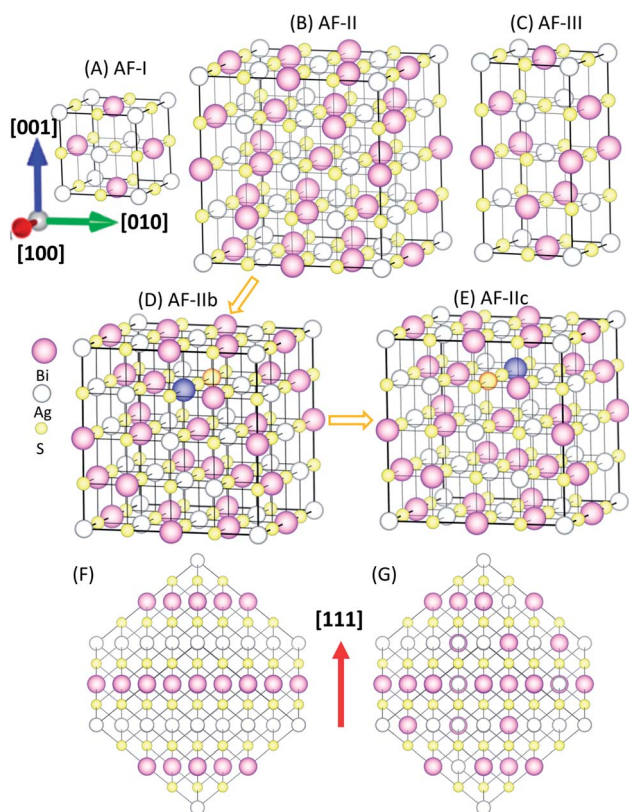 (A) AF-I
(B) AF-II
(C) AF-III
[001]
[010]
[100]
(D) AF-IIb
(E) AF-IIc
Bi
Ag
S
(F)
(G)
[111]